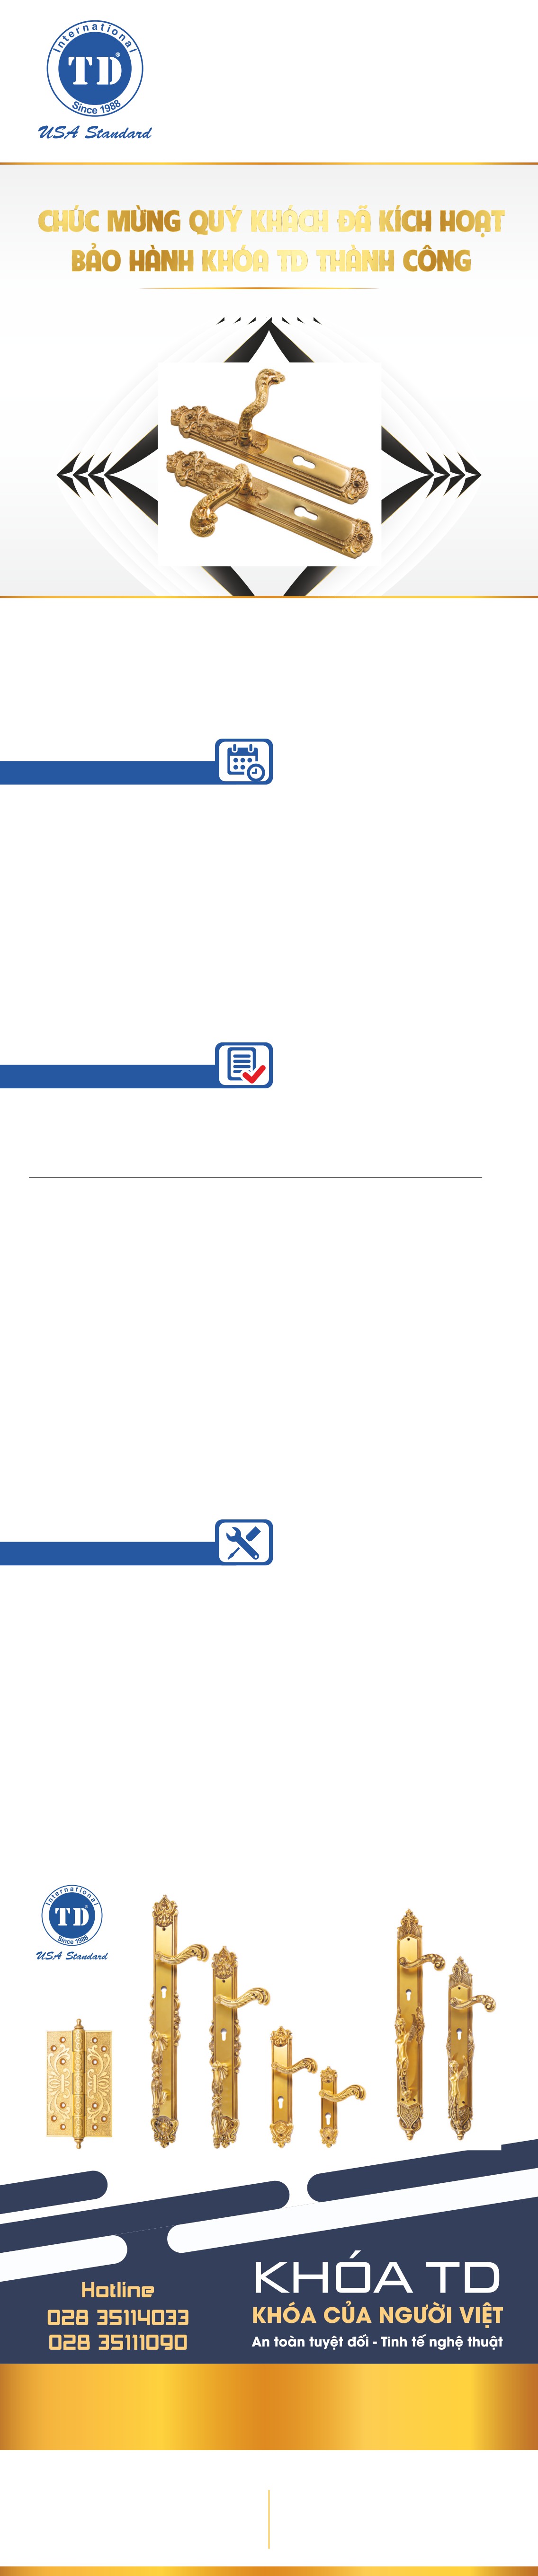 International
TD®
Since 1988
USA Standard
CHÚC MỪNG QUÝ KHÁCH ĐÃ KÍCH HOẠT
BẢO HÀNH KHÓA TD THÀNH CÔNG
International
TD®
Since 1988
USA Standard
KHÓA TD
Hotline
KHÓA CỦA NGƯỜI VIỆT
028 35114033
An toàn tuyệt đối - Tinh tế nghệ thuật
028 35111090